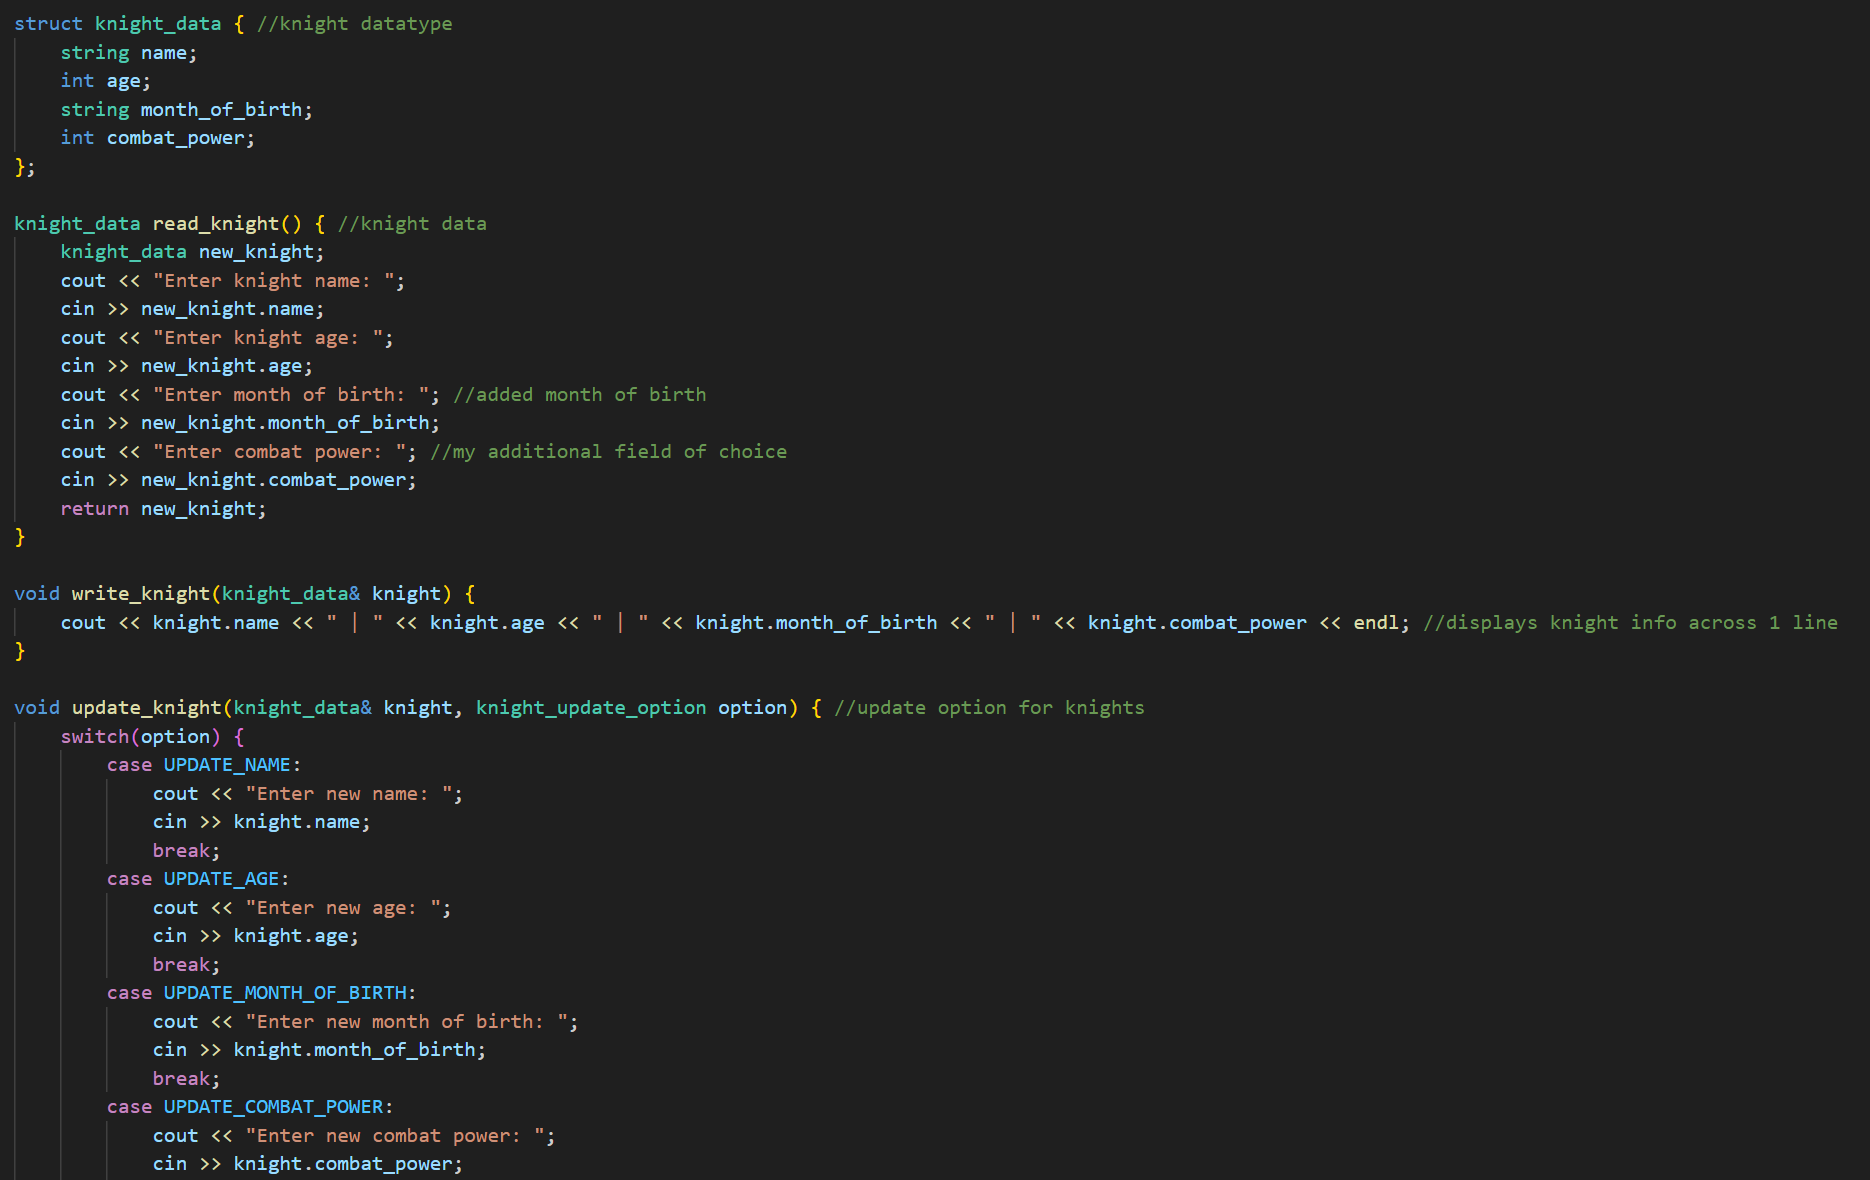 struct knight_data { //knight datatype
    string name;
    int age;
    string month_of_birth;
    int combat_power;
};

knight_data read_knight() { //knight data
    knight_data new_knight;
    cout << "Enter knight name: ";
    cin >> new_knight.name;
    cout << "Enter knight age: ";
    cin >> new_knight.age;
    cout << "Enter month of birth: "; //added month of birth
    cin >> new_knight.month_of_birth;
    cout << "Enter combat power: "; //my additional field of choice
    cin >> new_knight.combat_power;
    return new_knight;
}

void write_knight(knight_data& knight) {
    cout << knight.name << " | " << knight.age << " | " << knight.month_of_birth << " | " << knight.combat_power << endl; //displays knight info across 1 line
}

void update_knight(knight_data& knight, knight_update_option option) { //update option for knights
    switch(option) {
        case UPDATE_NAME:
            cout << "Enter new name: ";
            cin >> knight.name;
            break;
        case UPDATE_AGE:
            cout << "Enter new age: ";
            cin >> knight.age;
            break;
        case UPDATE_MONTH_OF_BIRTH:
            cout << "Enter new month of birth: ";
            cin >> knight.month_of_birth;
            break;
        case UPDATE_COMBAT_POWER:
            cout << "Enter new combat power: ";
            cin >> knight.combat_power;